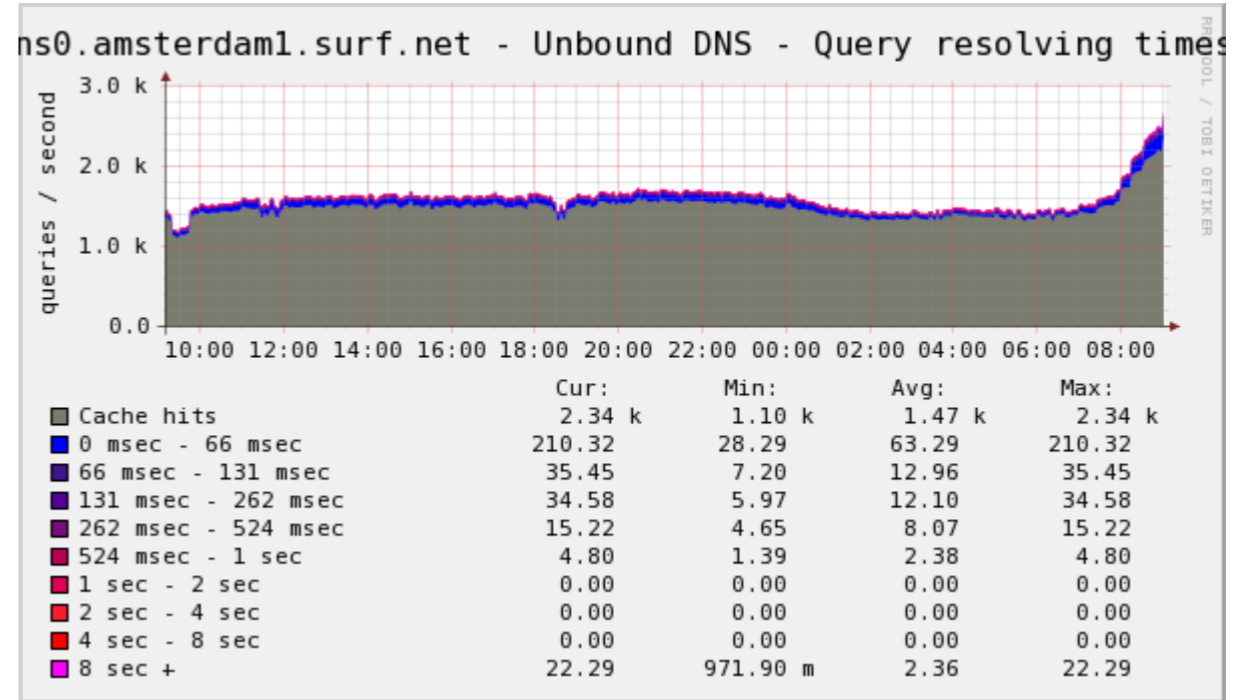 ns0.amsterdam1.surf.net - Unbound DNS - Query resolving times
RRDTOOL / TOBI OETIKER
queries / second
3.0 k
2.0 k
1.0 k
0.0
10:00 12:00 14:00 16:00 18:00 20:00 22:00 00:00 02:00 04:00 06:00 08:00
Cur: Min: Avg: Max:
Cache hits 2.34 k 1.10 k 1.47 k 2.34 k
0 msec - 66 msec 210.32 28.29 63.29 210.32
66 msec - 131 msec 35.45 7.20 12.96 35.45
131 msec - 262 msec 34.58 5.97 12.10 34.58
262 msec - 524 msec 15.22 4.65 8.07 15.22
524 msec - 1 sec 4.80 1.39 2.38 4.80
1 sec - 2 sec 0.00 0.00 0.00 0.00
2 sec - 4 sec 0.00 0.00 0.00 0.00
4 sec - 8 sec 0.00 0.00 0.00 0.00
8 sec + 22.29 971.90 m 2.36 22.29